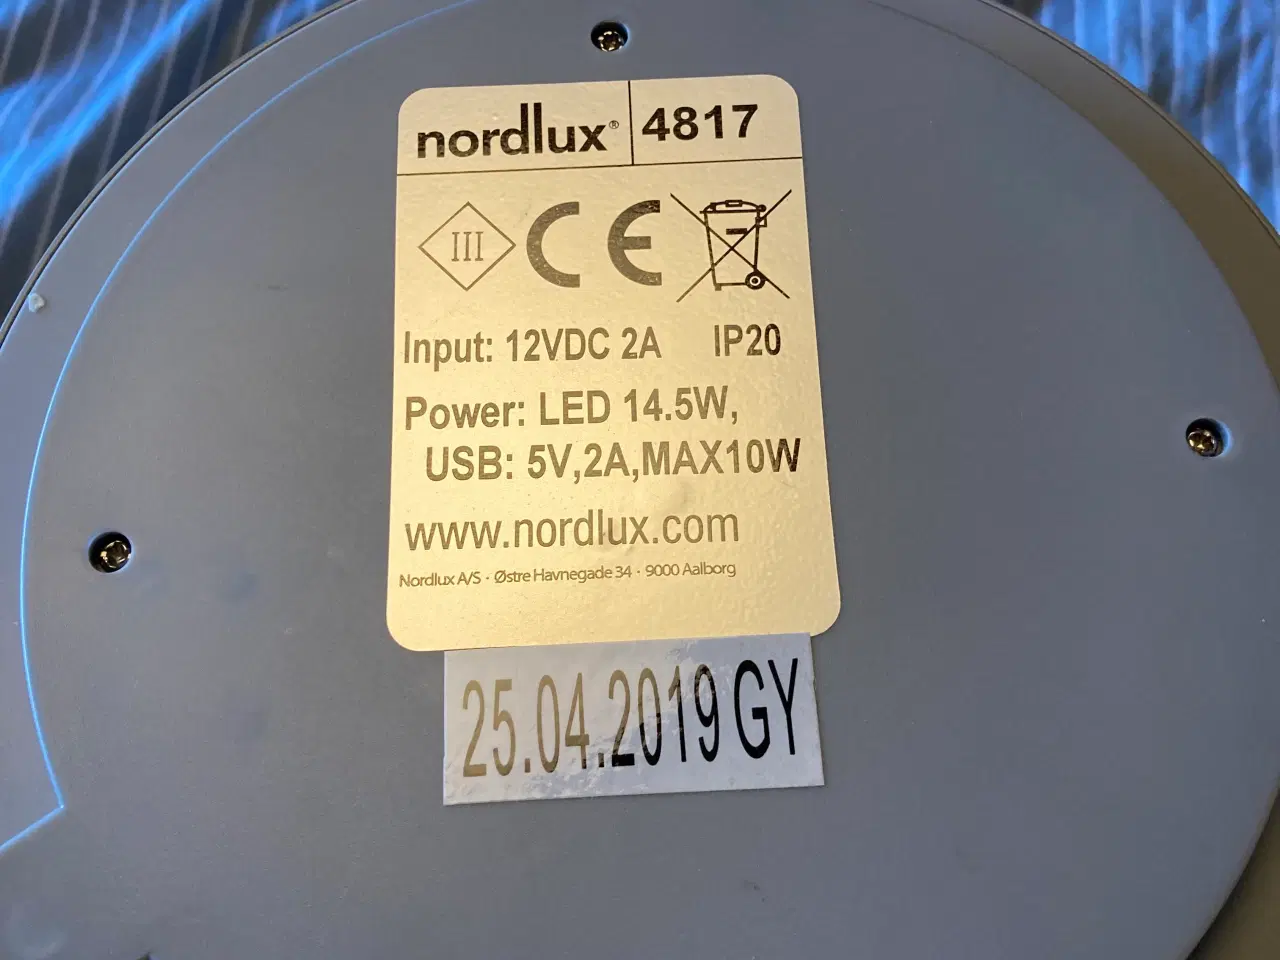 nordlux® 4817
III CE
Input: 12VDC 2A IP20
Power: LED 14.5W,
USB: 5V,2A,MAX10W
www.nordlux.com
Nordlux A/S · Østre Havnegade 34 · 9000 Aalborg
25.04.2019 GY